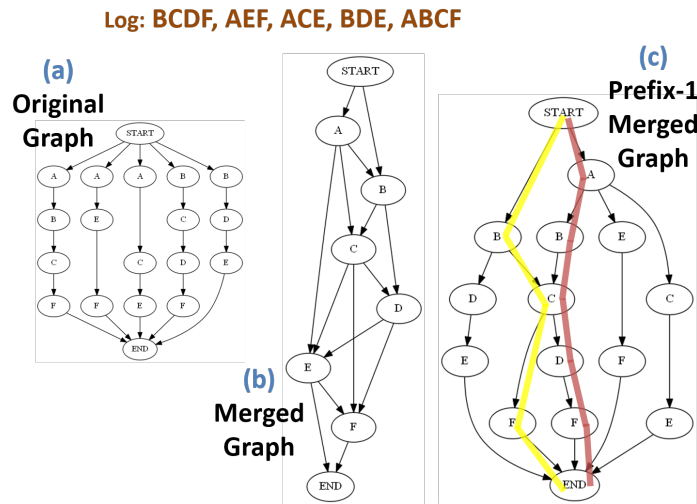 Log: BCDF, AEF, ACE, BDE, ABCF
(a)
Original
Graph
START
A A A B B
B E C D
C C D E
F F E F
END
START
A
B
C
D
E
F
END
(b)
Merged
Graph
(c)
Prefix-1
Merged
Graph
START
A
B B E
D C C
E D F
F F E
END